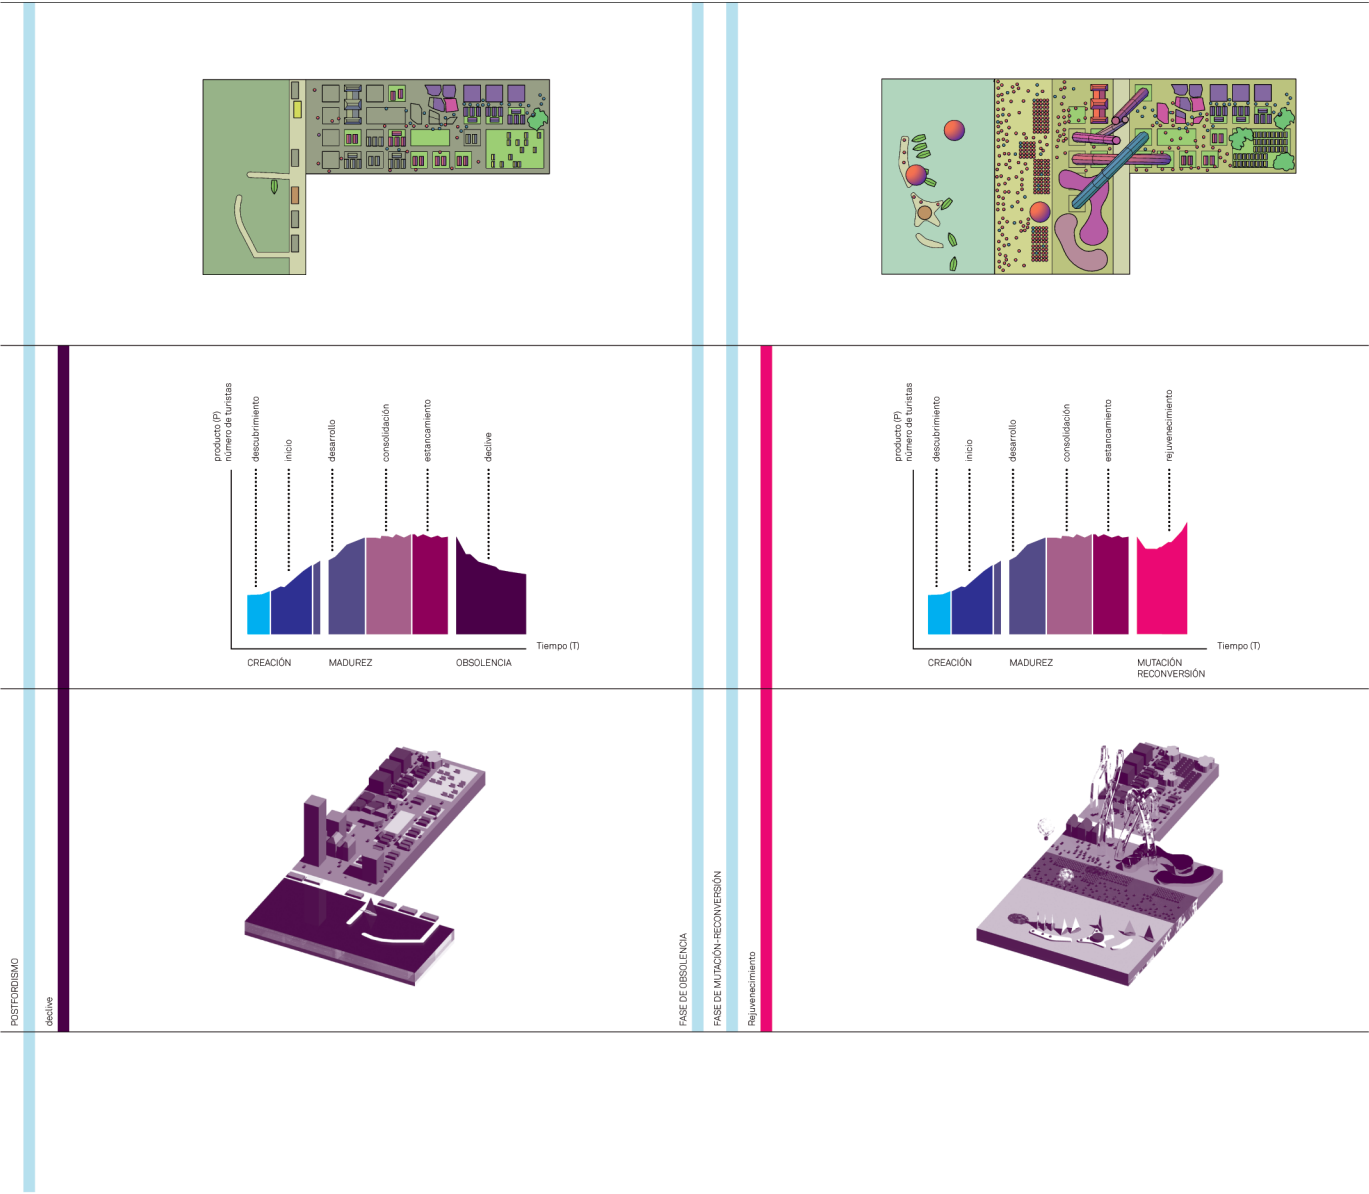 producto (P)
número de turistas
descubrimiento
inicio
desarrollo
consolidación
estancamiento
declive
Tiempo (T)
CREACIÓN
MADUREZ
OBSOLENCIA
producto (P)
número de turistas
descubrimiento
inicio
desarrollo
consolidación
estancamiento
rejuvenecimiento
Tiempo (T)
CREACIÓN
MADUREZ
MUTACIÓN
RECONVERSIÓN
POSTFORDISMO
declive
FASE DE OBSOLENCIA
FASE DE MUTACIÓN-RECONVERSIÓN
Rejuvenecimiento